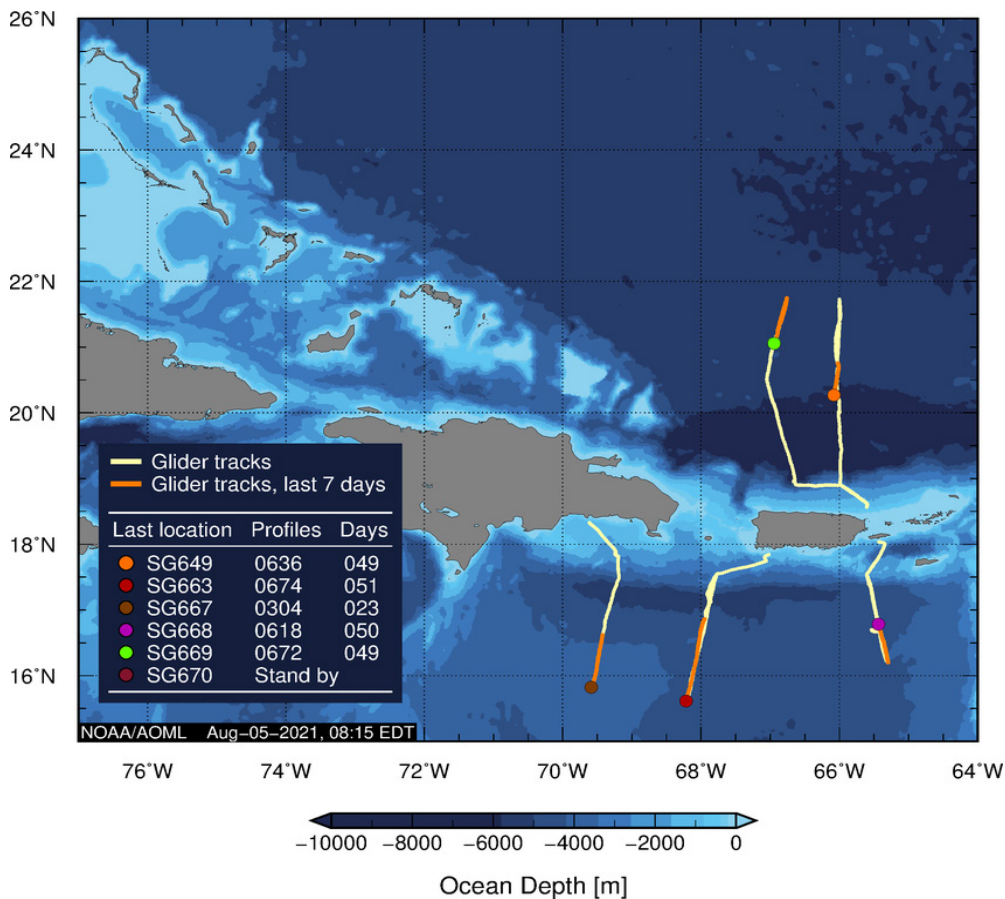 26˚N
24˚N
22˚N
20˚N
18˚N
16˚N
Glider tracks
Glider tracks, last 7 days
Last location Profiles Days
SG649 0636 049
SG663 0674 051
SG667 0304 023
SG668 0618 050
SG669 0672 049
SG670 Stand by
NOAA/AOML Aug−05−2021, 08:15 EDT
76˚W 74˚W 72˚W 70˚W 68˚W 66˚W 64˚W
−10000 −8000 −6000 −4000 −2000 0
Ocean Depth [m]